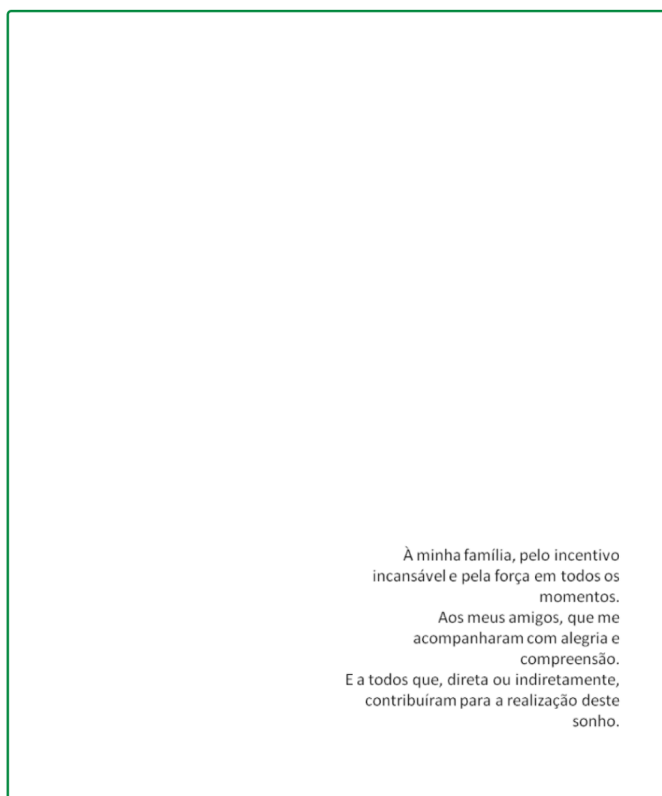 À minha família, pelo incentivo
incansável e pela força em todos os
momentos.
Aos meus amigos, que me
acompanharam com alegria e
compreensão.
E a todos que, direta ou indiretamente,
contribuíram para a realização deste
sonho.